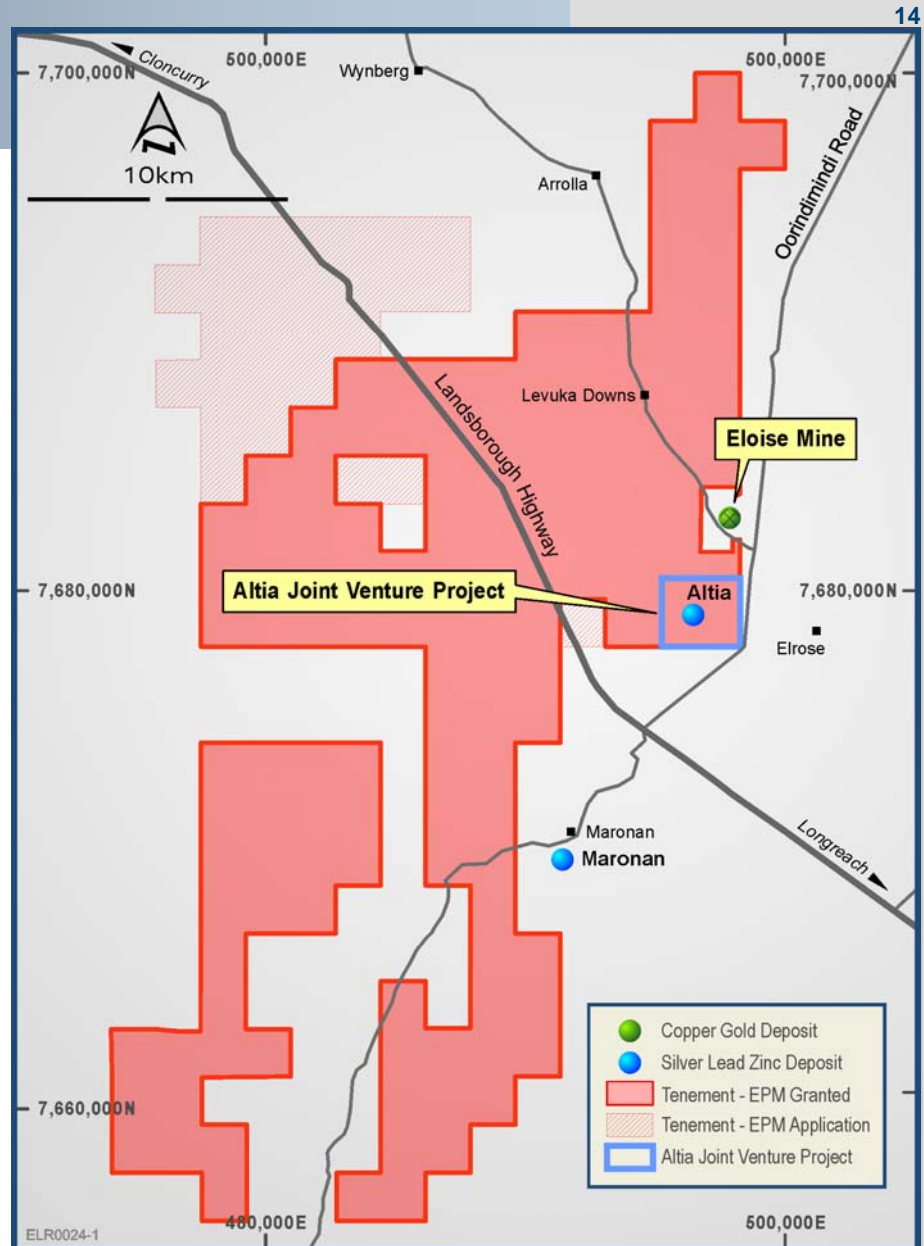 14
500,000E
500,000E
7,700,000N
7,700,000N
Cloncurry
Wynberg
N
10km
Arrolla
Oorindimindi Road
Landsborough Highway
Levuka Downs
Eloise Mine
7,680,000N
7,680,000N
Altia Joint Venture Project
Altia
Elrose
Maronan
Maronan
Longreach
Copper Gold Deposit
Silver Lead Zinc Deposit
Tenement - EPM Granted
Tenement - EPM Application
Altia Joint Venture Project
7,660,000N
480,000E
500,000E
ELR0024-1